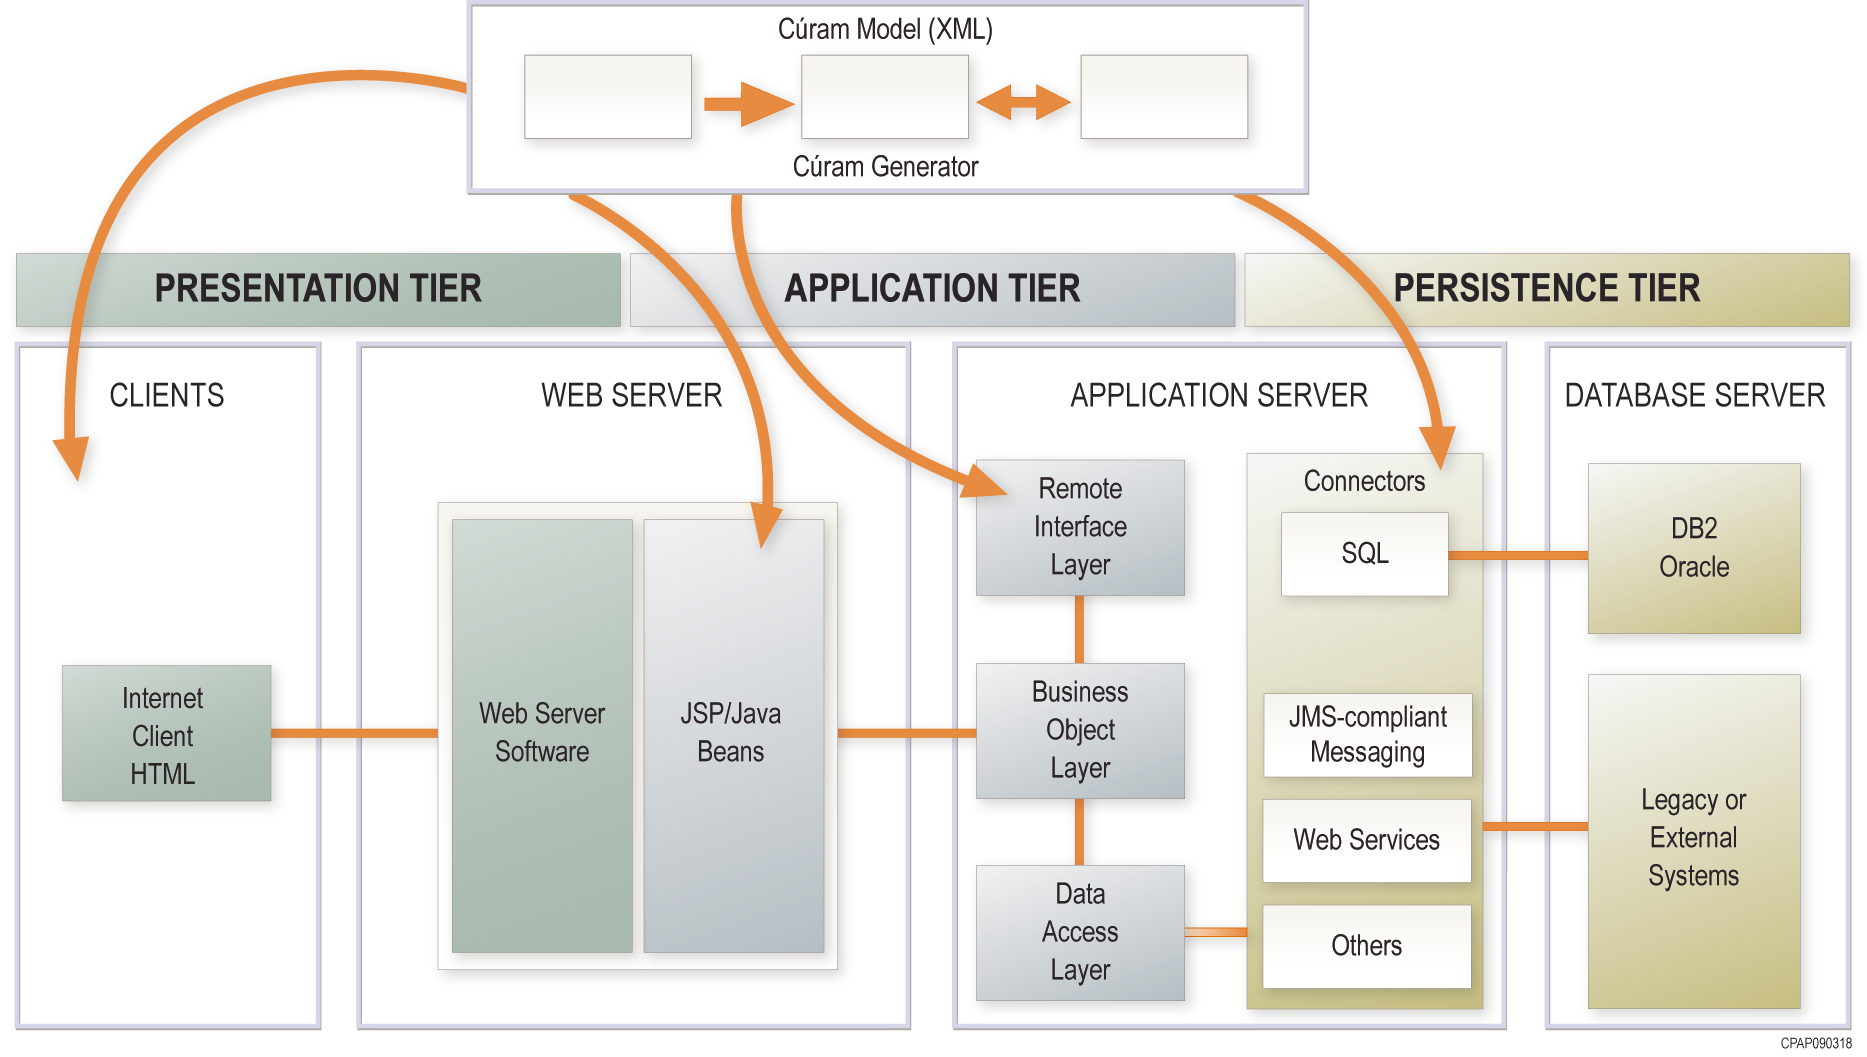 Cúram Model (XML)
Cúram Generator
PRESENTATION TIER
APPLICATION TIER
PERSISTENCE TIER
CLIENTS
WEB SERVER
APPLICATION SERVER
DATABASE SERVER
Internet
Client
HTML
Web Server
Software
JSP/Java
Beans
Remote
Interface
Layer
Business
Object
Layer
Data
Access
Layer
Connectors
SQL
JMS-compliant
Messaging
Web Services
Others
DB2
Oracle
Legacy or
External
Systems
CPAP090318